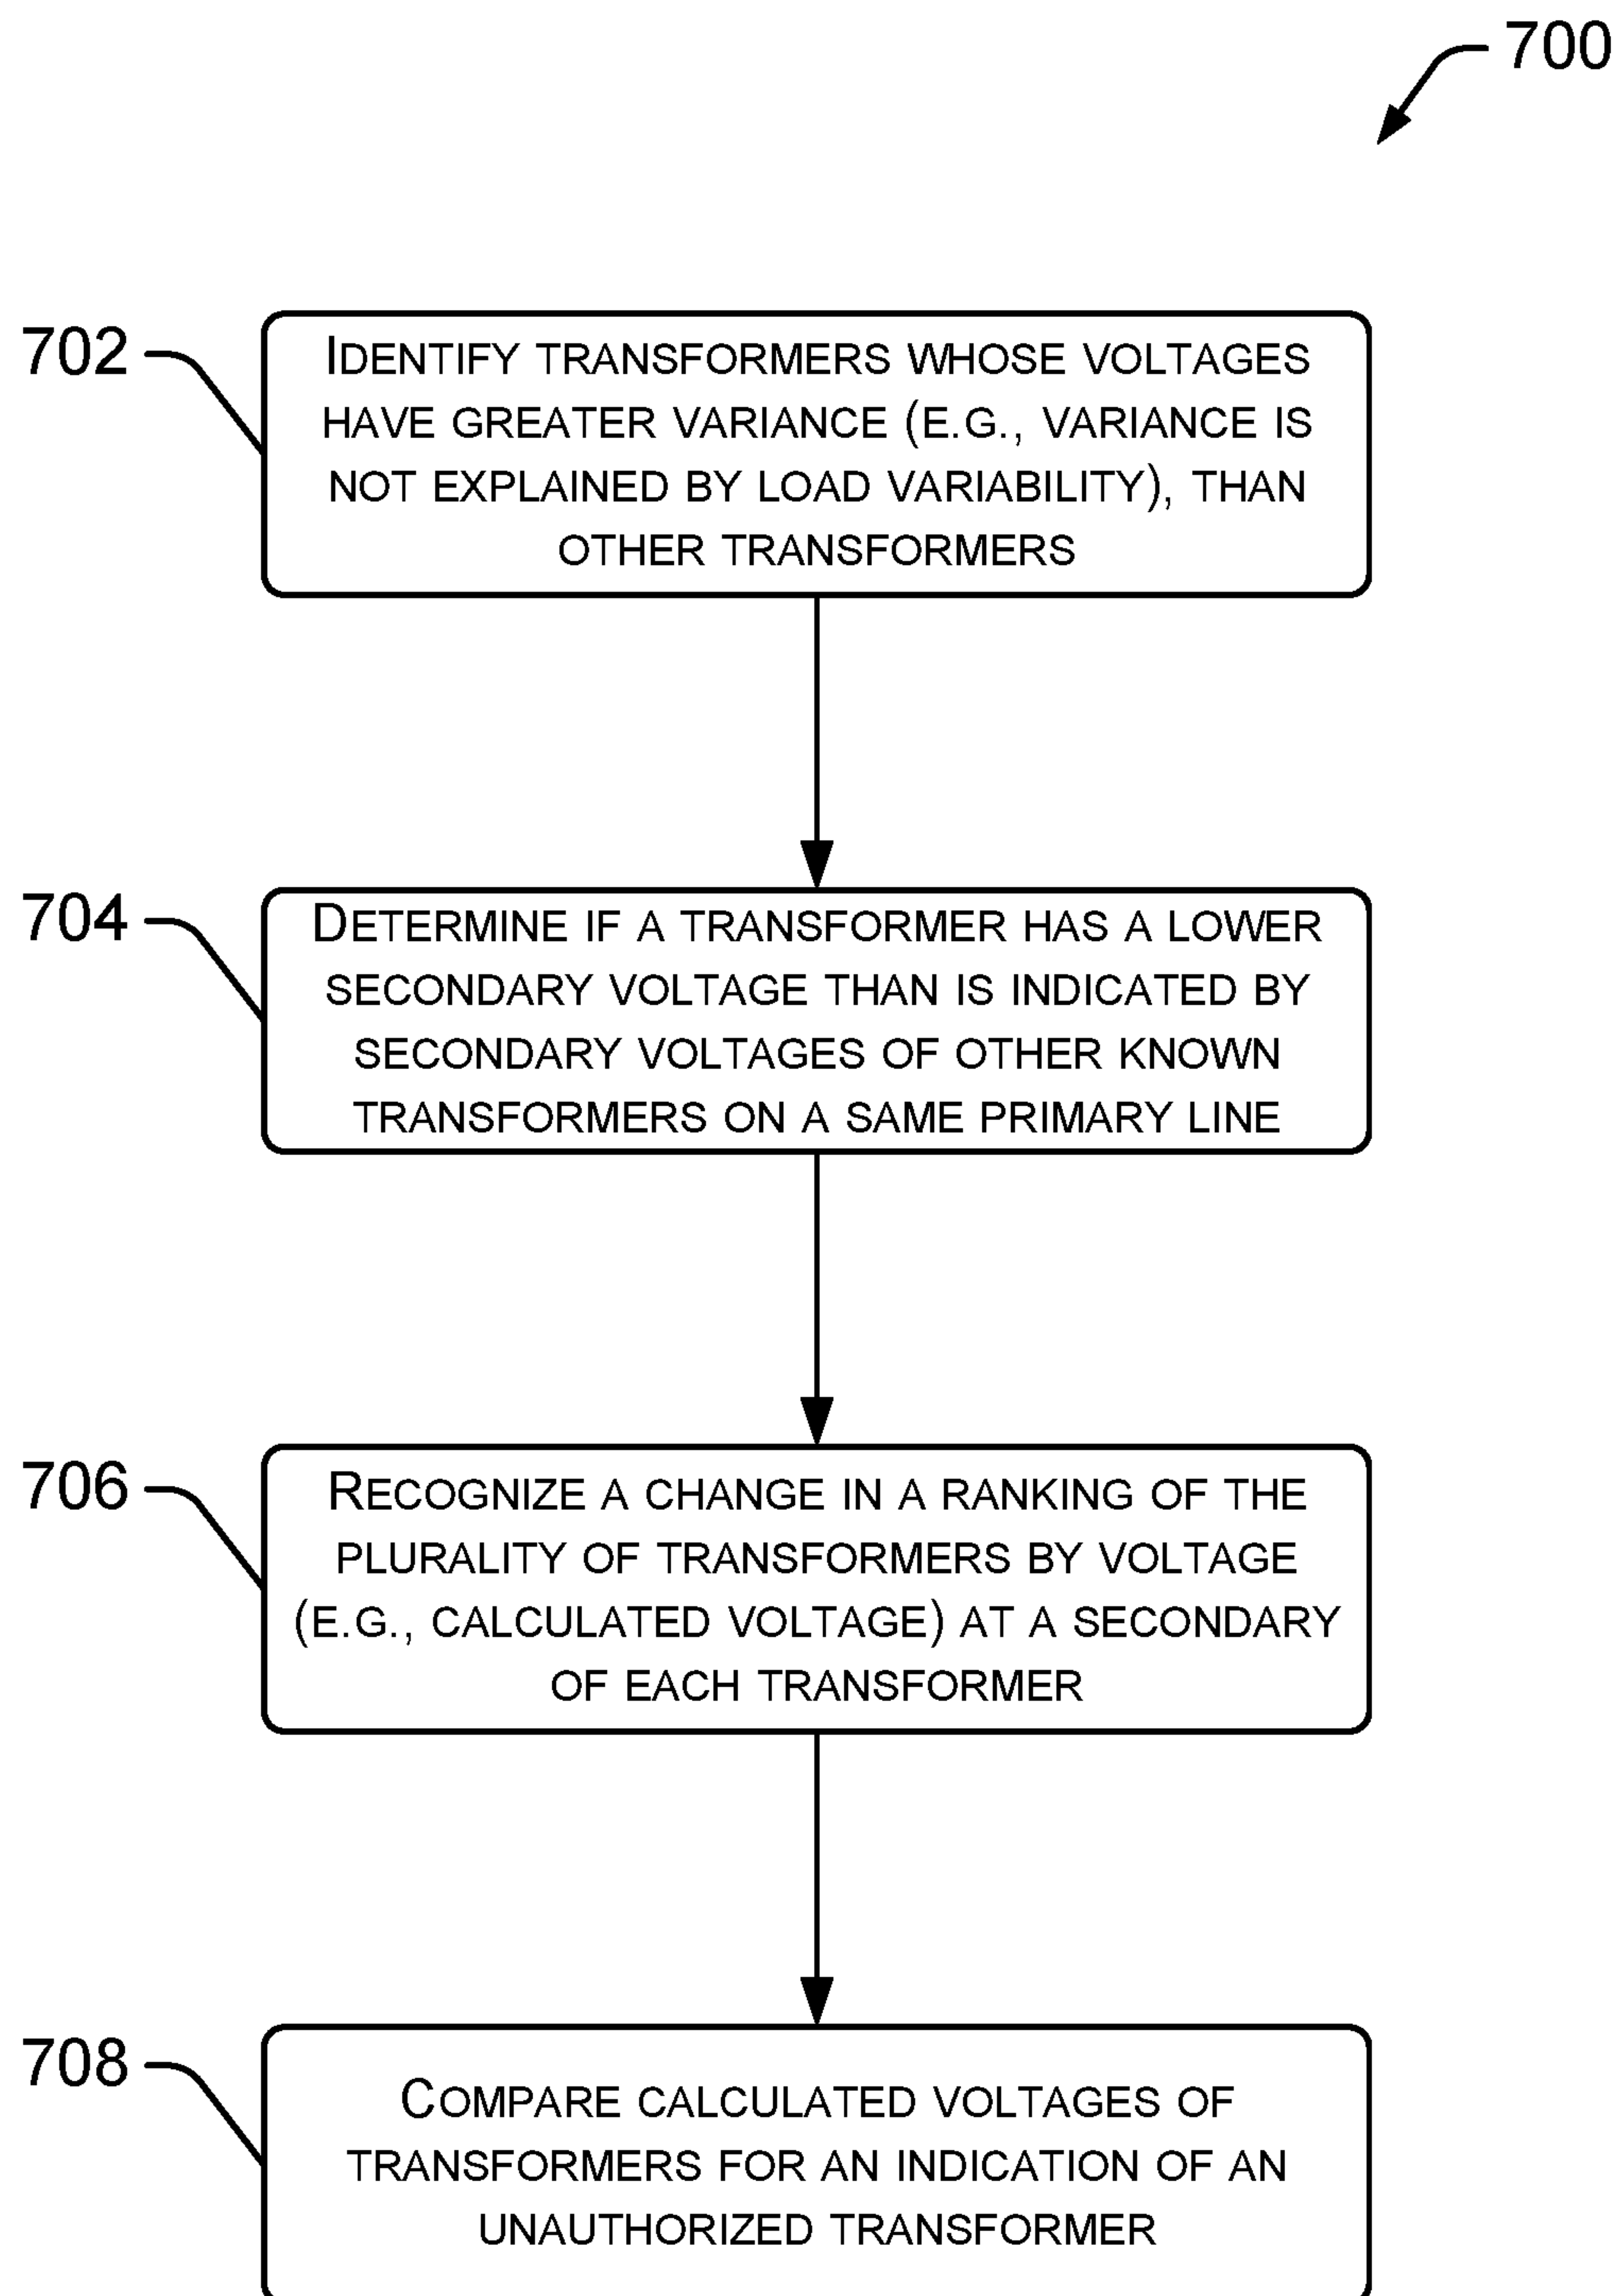 700
702
IDENTIFY TRANSFORMERS WHOSE VOLTAGES
HAVE GREATER VARIANCE (E.G., VARIANCE IS
NOT EXPLAINED BY LOAD VARIABILITY), THAN
OTHER TRANSFORMERS
704
DETERMINE IF A TRANSFORMER HAS A LOWER
SECONDARY VOLTAGE THAN IS INDICATED BY
SECONDARY VOLTAGES OF OTHER KNOWN
TRANSFORMERS ON A SAME PRIMARY LINE
706
RECOGNIZE A CHANGE IN A RANKING OF THE
PLURALITY OF TRANSFORMERS BY VOLTAGE
(E.G., CALCULATED VOLTAGE) AT A SECONDARY
OF EACH TRANSFORMER
708
COMPARE CALCULATED VOLTAGES OF
TRANSFORMERS FOR AN INDICATION OF AN
UNAUTHORIZED TRANSFORMER